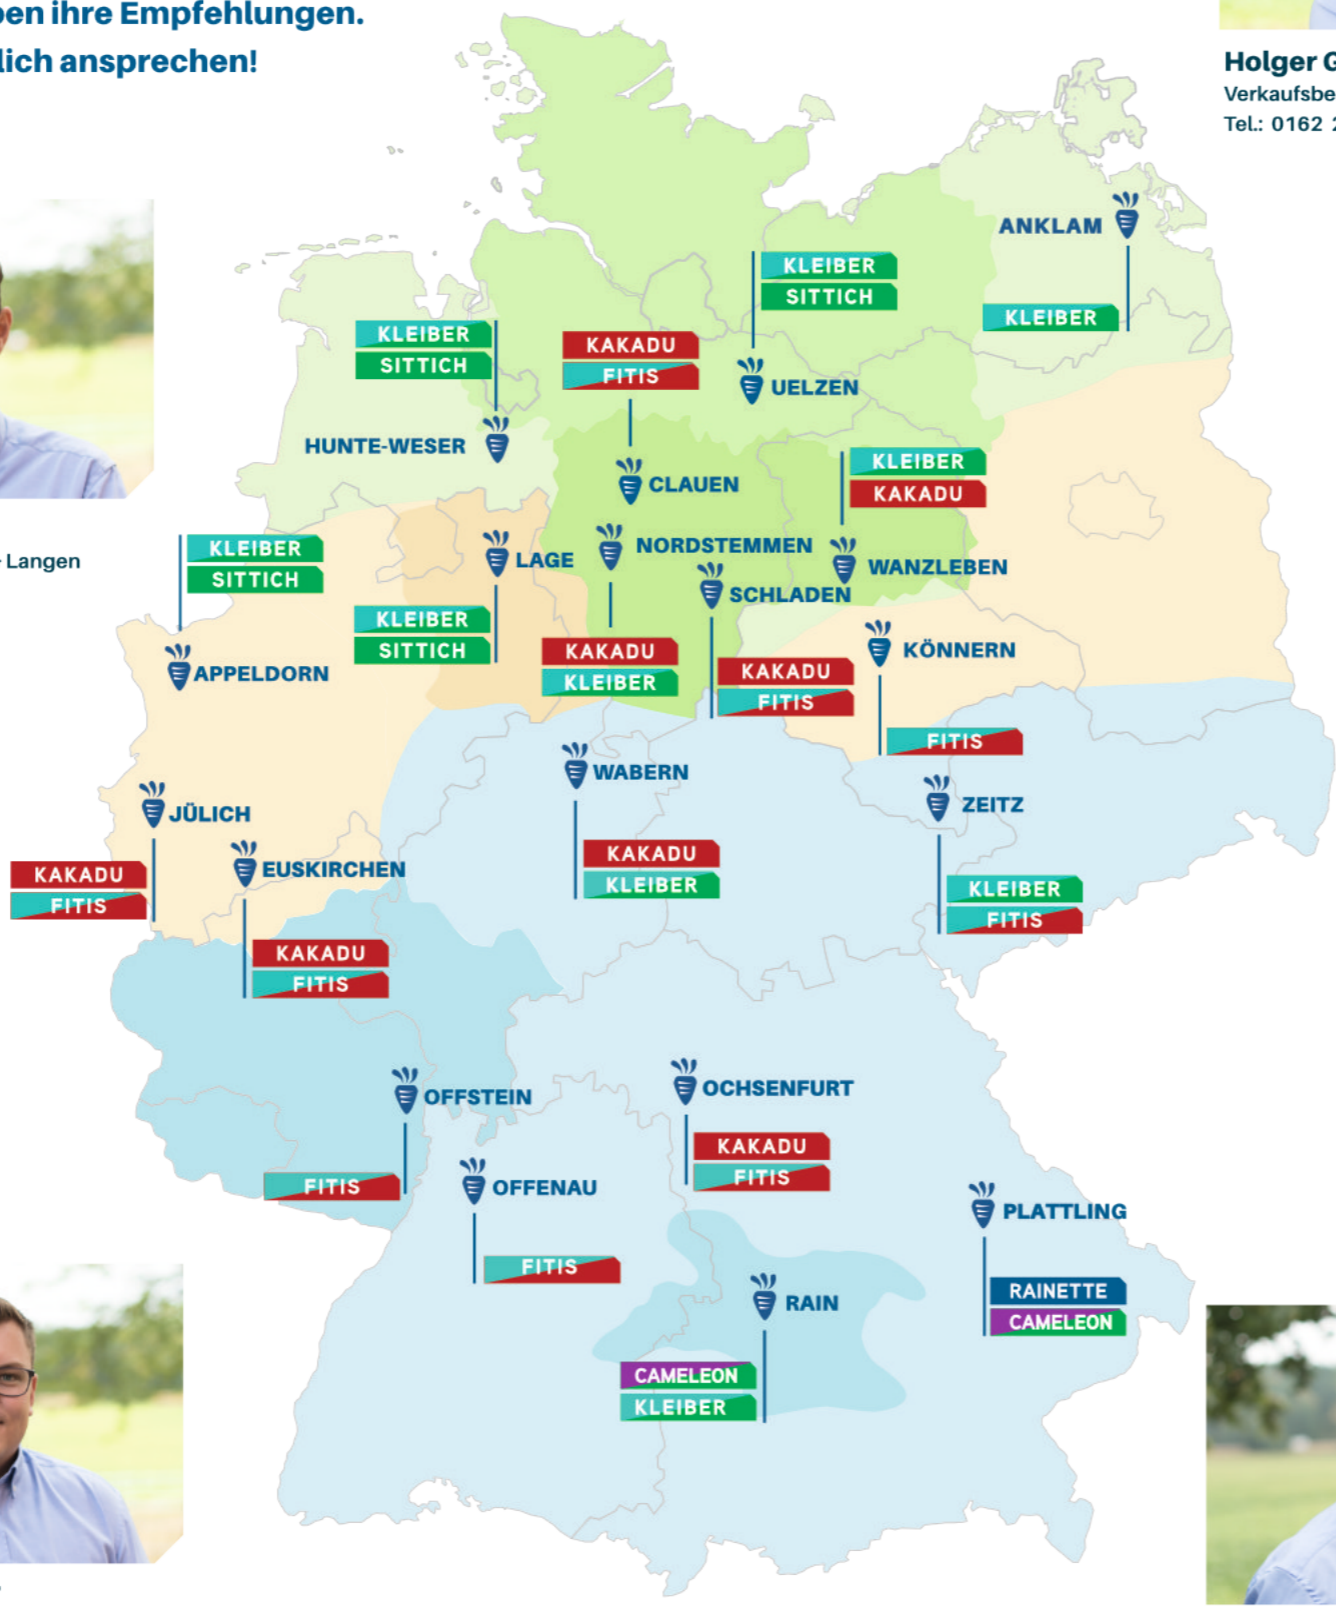 ihre Empfehlungen.
ansprechen!
Holger
Tel.: 0162
ANKLAM
KLEIBER
SITTICH
KLEIBER
KLEIBER
SITTICH
KAKADU
FITIS
UELZEN
HUNTE-WESER
CLAUEN
KLEIBER
KAKADU
KLEIBER
SITTICH
Langen
LAGE
NORDSTEMMEN
WANZLEBEN
SCHLADEN
KLEIBER
SITTICH
KAKADU
KLEIBER
KÖNNERN
APPELDORN
KAKADU
FITIS
FITIS
WABERN
ZEITZ
JÜLICH
EUSKIRCHEN
KAKADU
FITIS
KAKADU
KLEIBER
KLEIBER
FITIS
KAKADU
FITIS
OFFSTEIN
OCHSENFURT
KAKADU
FITIS
FITIS
OFFENAU
PLATTLING
FITIS
RAIN
RAINETTE
CAMELEON
CAMELEON
KLEIBER